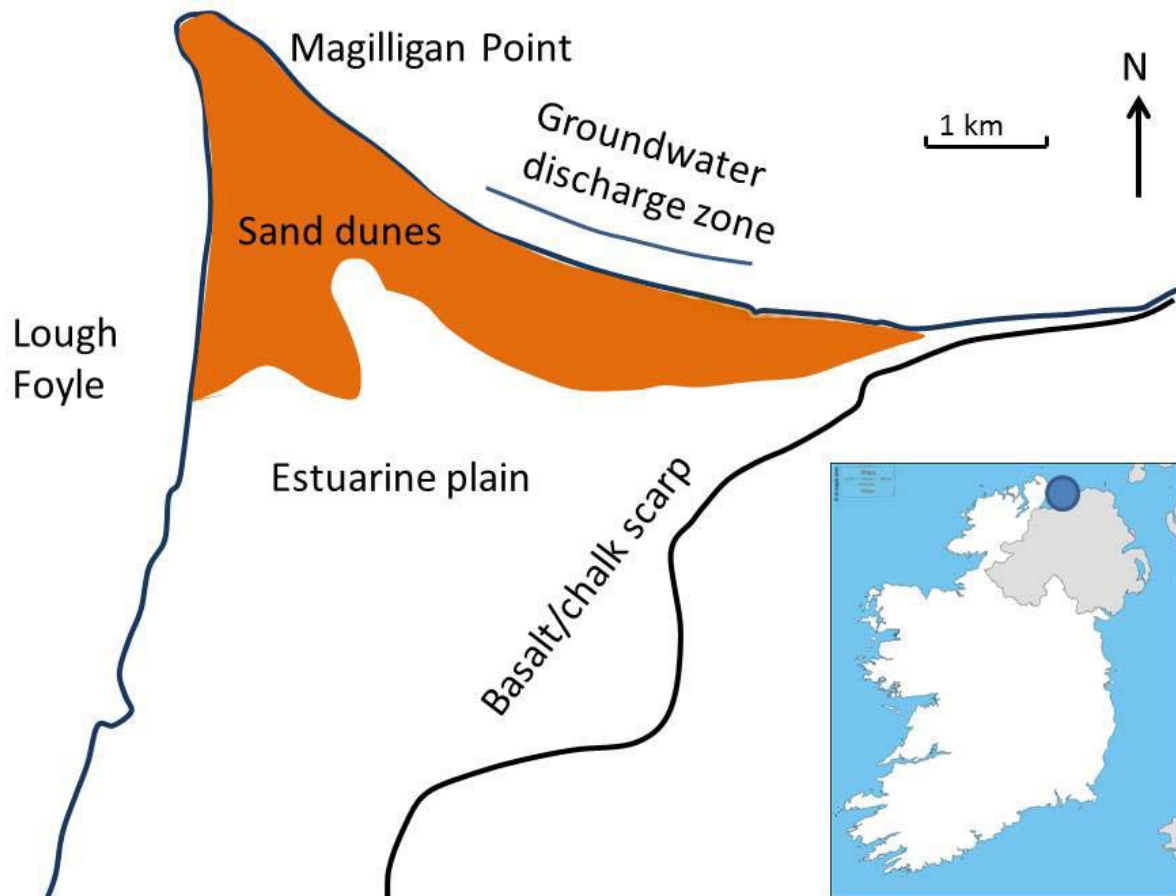 Magilligan Point
N
1 km
Groundwater
discharge zone
Sand dunes
Lough
Foyle
Estuarine plain
Basalt/chalk scarp